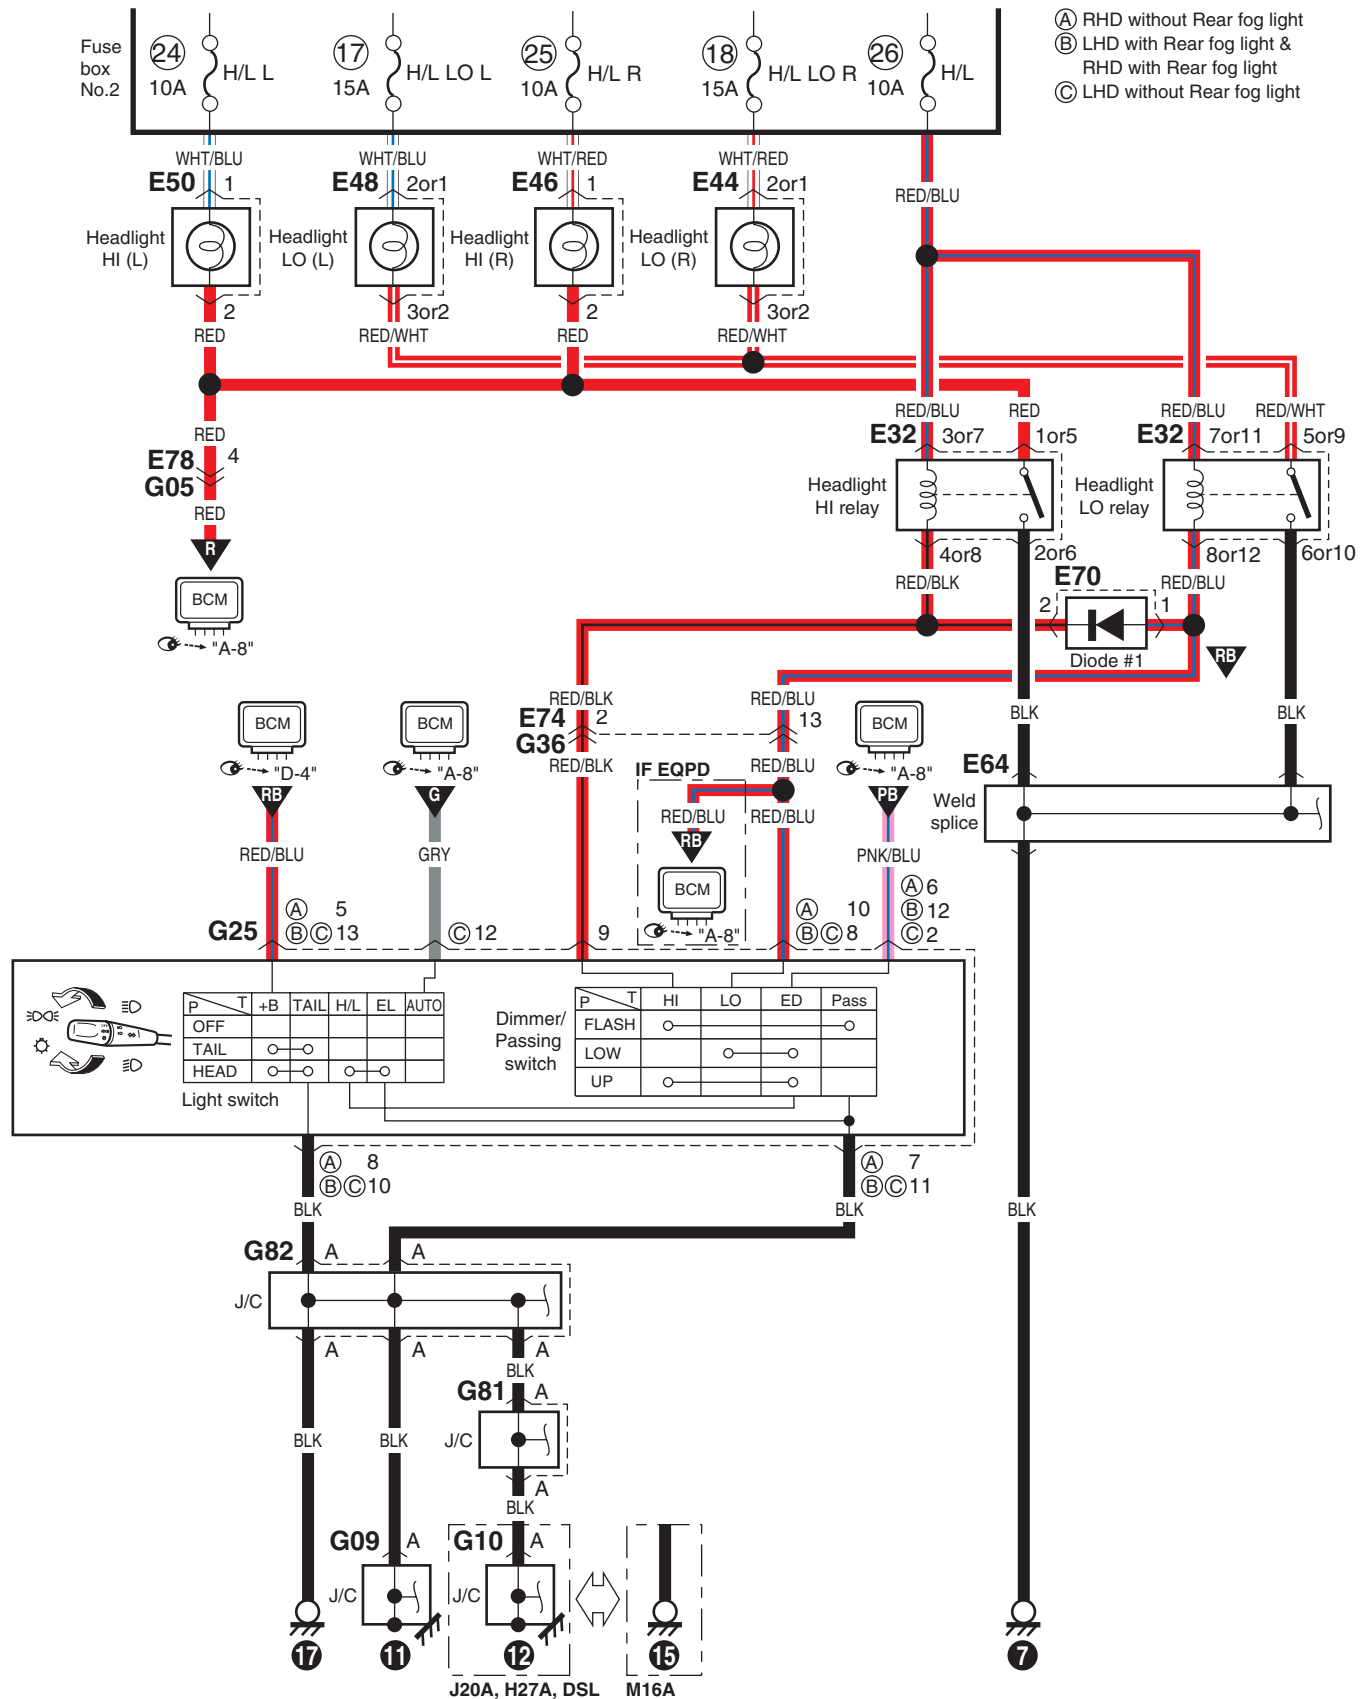 Fuse box No.2
24 10A H/L L
17 15A H/L LO L
25 10A H/L R
18 15A H/L LO R
26 10A H/L
A RHD without Rear fog light
B LHD with Rear fog light &
RHD with Rear fog light
C LHD without Rear fog light
WHT/BLU WHT/BLU WHT/RED WHT/RED
E50 1 E48 2or1 E46 1 E44 2or1
RED/BLU
Headlight HI (L)
Headlight LO (L)
Headlight HI (R)
Headlight LO (R)
2 3or2 2 3or2
RED RED/WHT RED RED/WHT
RED/BLU RED RED/BLU RED/WHT
RED
E32 3or7 1or5 E32 7or11 5or9
E78 4
G05
Headlight HI relay
Headlight LO relay
RED
R
4or8 2or6 8or12 6or10
RED/BLK E70 RED/BLU
BCM
2 1
"A-8"
Diode #1
RB
RED/BLK RED/BLU
BCM BCM BCM
E74 2 13
G36
BLK BLK
"D-4" "A-8" "A-8"
RED/BLK IF EQPD RED/BLU
E64
RB G PB
RED/BLU RED/BLU
Weld splice
RB
RED/BLU GRY PNK/BLU
BCM
"A-8"
G25 A 5
B C 13
C 12
9
A 10
B C 8
A 6
B 12
C 2
P T +B TAIL H/L EL AUTO
OFF
TAIL
HEAD
Light switch
Dimmer/ Passing switch
P T HI LO ED Pass
FLASH
LOW
UP
A 8
B C 10
A 7
B C 11
BLK BLK BLK
G82 A A
J/C
A A A
BLK
G81 A
J/C
BLK BLK
A
BLK
G09 A G10 A
J/C J/C
17 11 12 15 7
J20A, H27A, DSL M16A